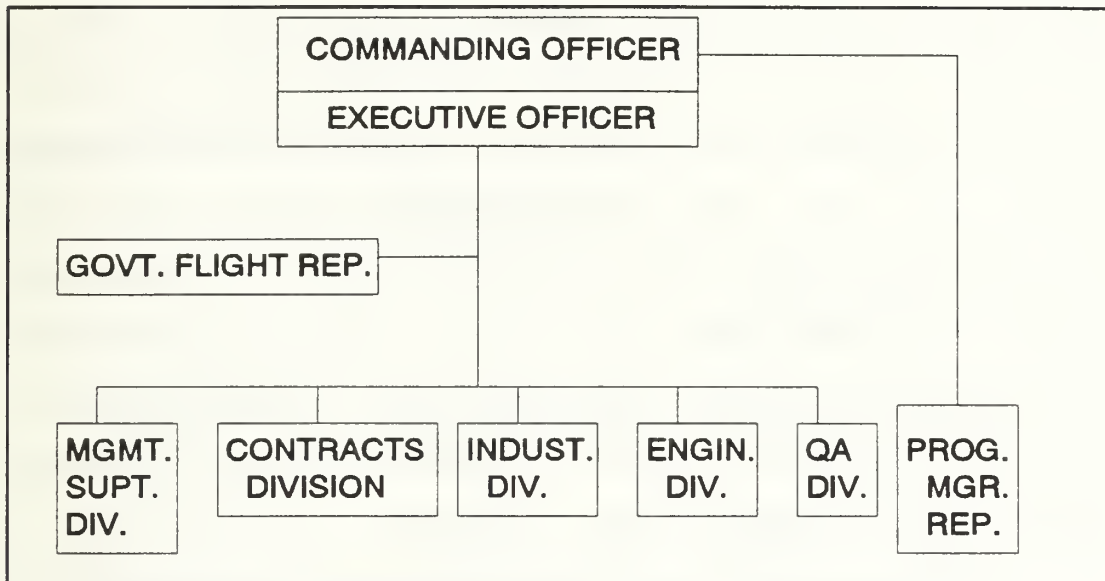 COMMANDING OFFICER
EXECUTIVE OFFICER
GOVT. FLIGHT REP.
MGMT.
SUPT.
DIV.
CONTRACTS
DIVISION
INDUST.
DIV.
ENGIN.
DIV.
QA
DIV.
PROG.
MGR.
REP.